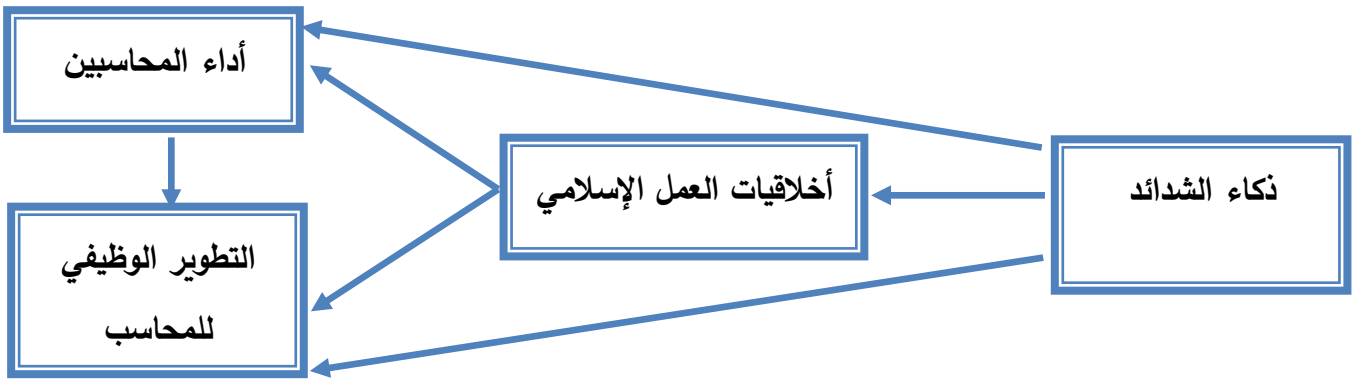 ذكاء الشدائد
أخلاقيات العمل الإسلامي
أداء المحاسبين
التطوير الوظيفي
للمحاسب